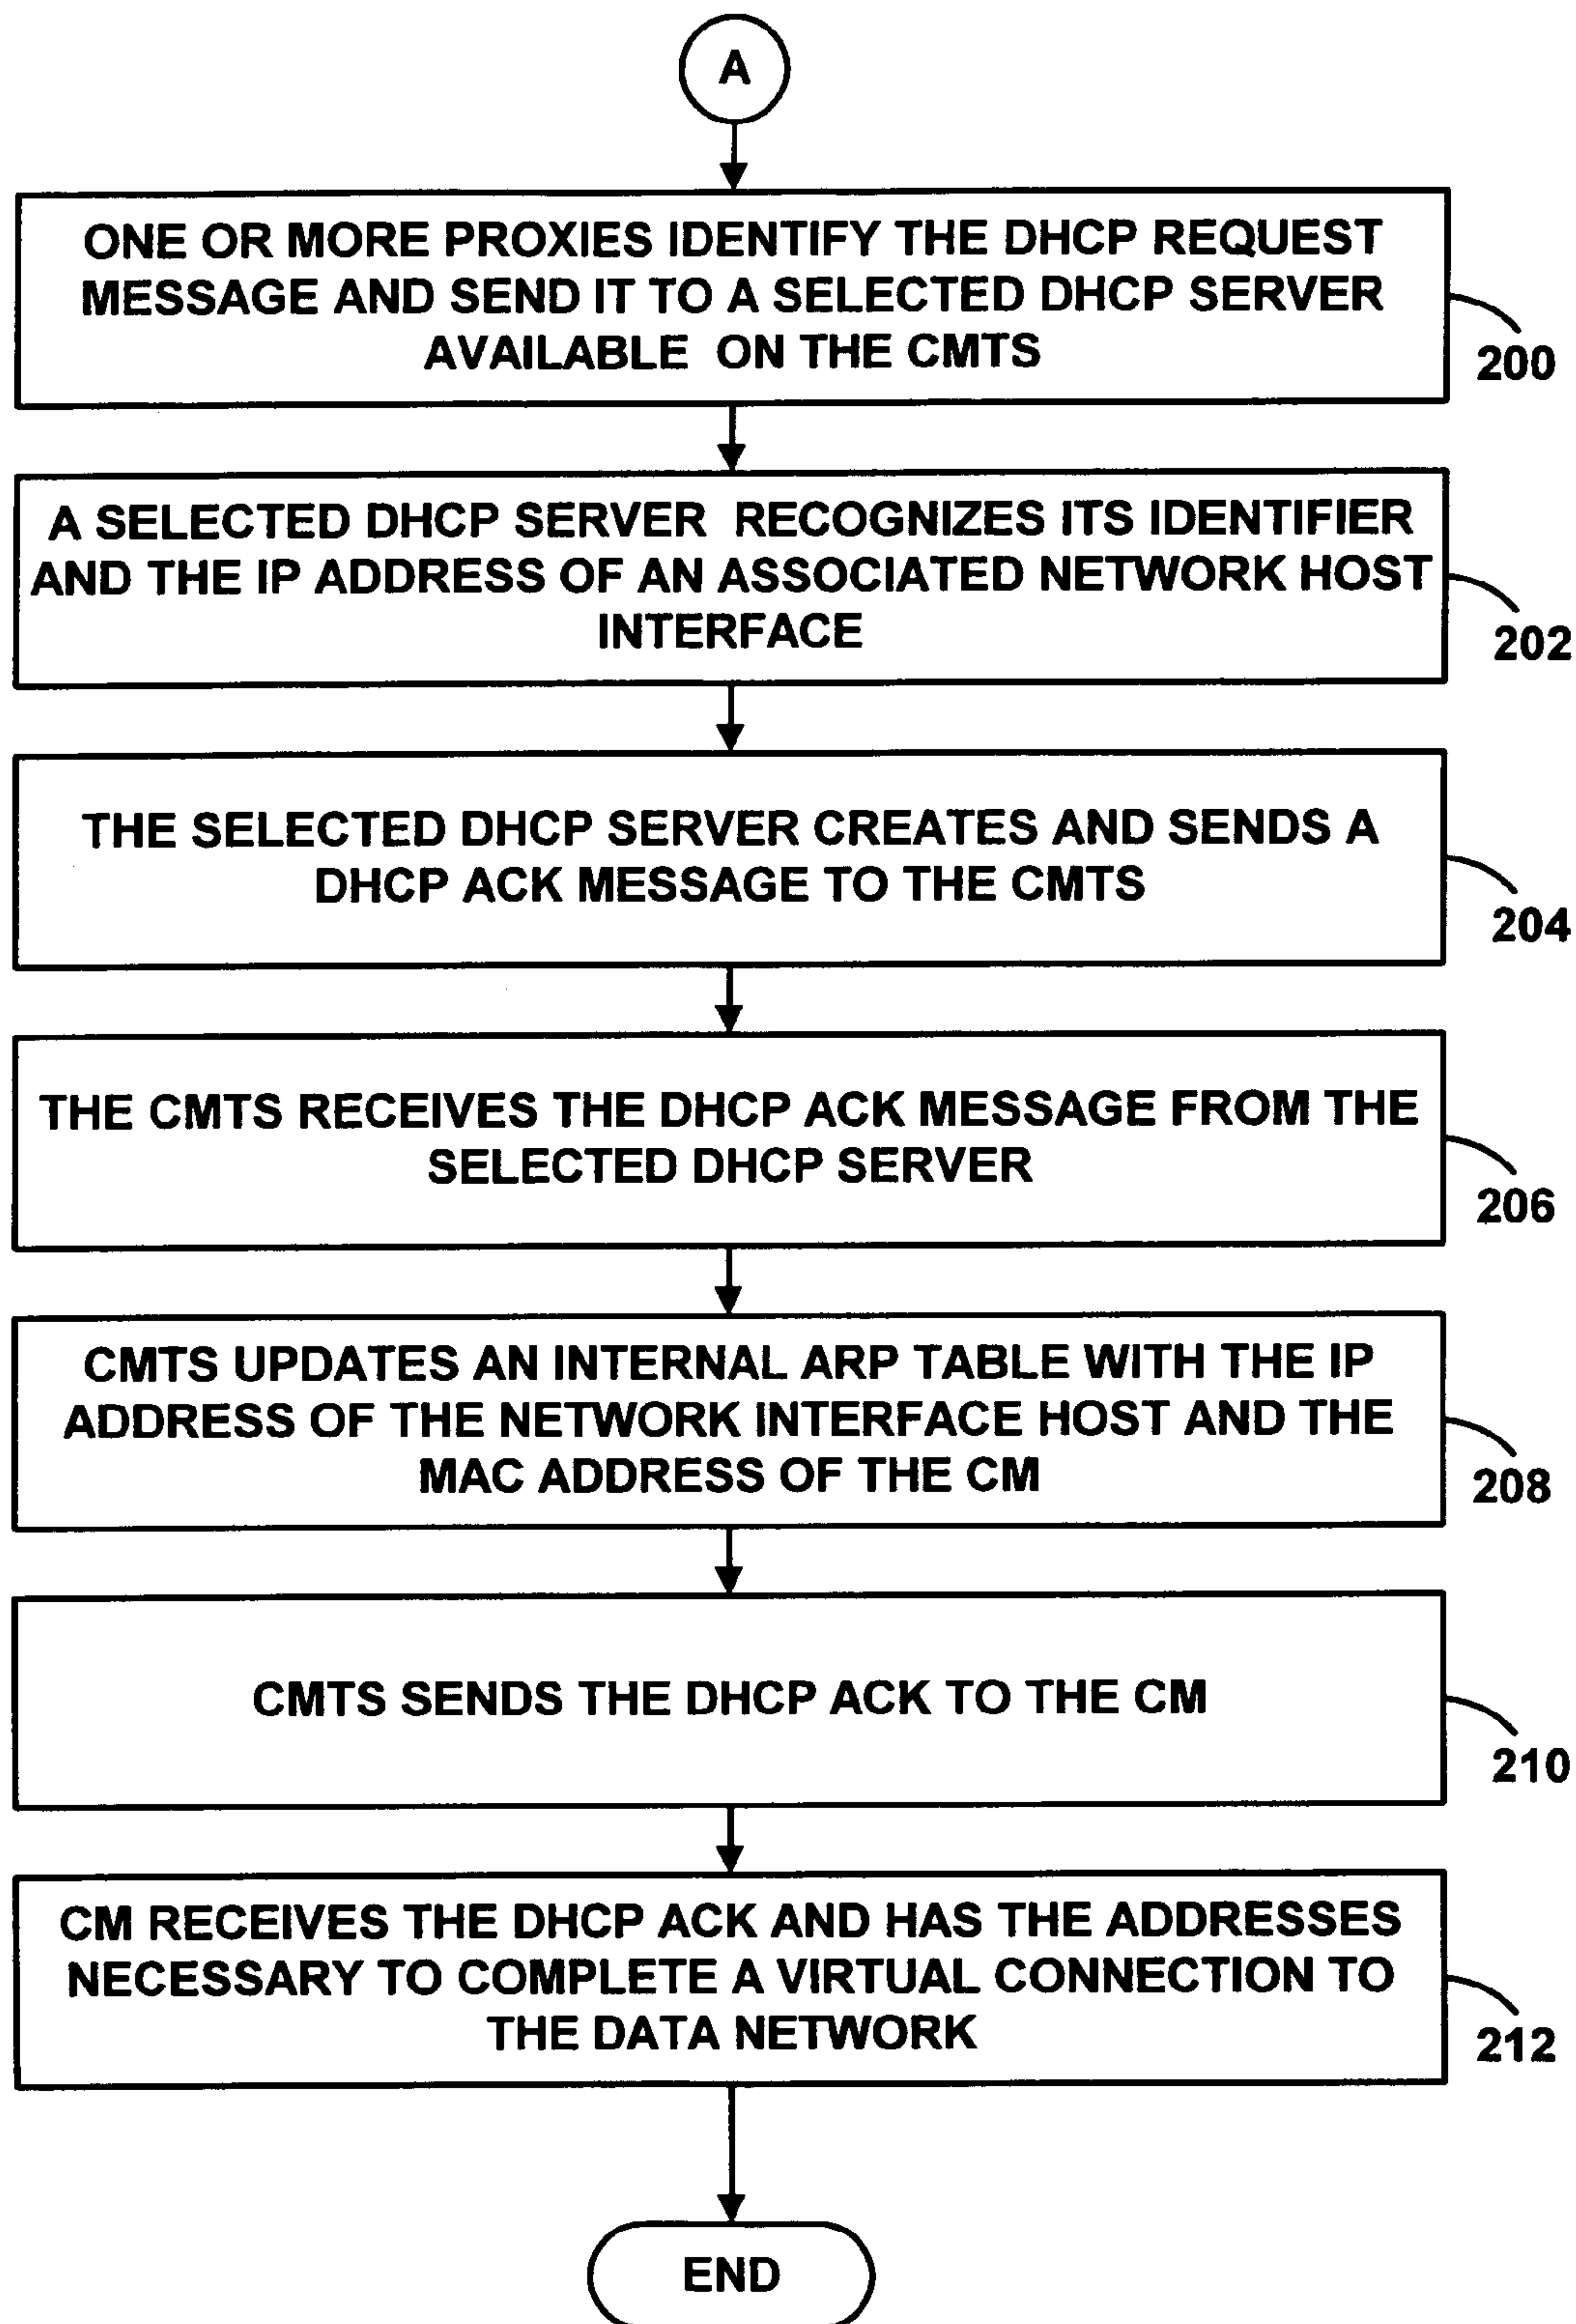 A
ONE OR MORE PROXIES IDENTIFY THE DHCP REQUEST
MESSAGE AND SEND IT TO A SELECTED DHCP SERVER
AVAILABLE ON THE CMTS
200
A SELECTED DHCP SERVER RECOGNIZES ITS IDENTIFIER
AND THE IP ADDRESS OF AN ASSOCIATED NETWORK HOST
INTERFACE
202
THE SELECTED DHCP SERVER CREATES AND SENDS A
DHCP ACK MESSAGE TO THE CMTS
204
THE CMTS RECEIVES THE DHCP ACK MESSAGE FROM THE
SELECTED DHCP SERVER
206
CMTS UPDATES AN INTERNAL ARP TABLE WITH THE IP
ADDRESS OF THE NETWORK INTERFACE HOST AND THE
MAC ADDRESS OF THE CM
208
CMTS SENDS THE DHCP ACK TO THE CM
210
CM RECEIVES THE DHCP ACK AND HAS THE ADDRESSES
NECESSARY TO COMPLETE A VIRTUAL CONNECTION TO
THE DATA NETWORK
212
END